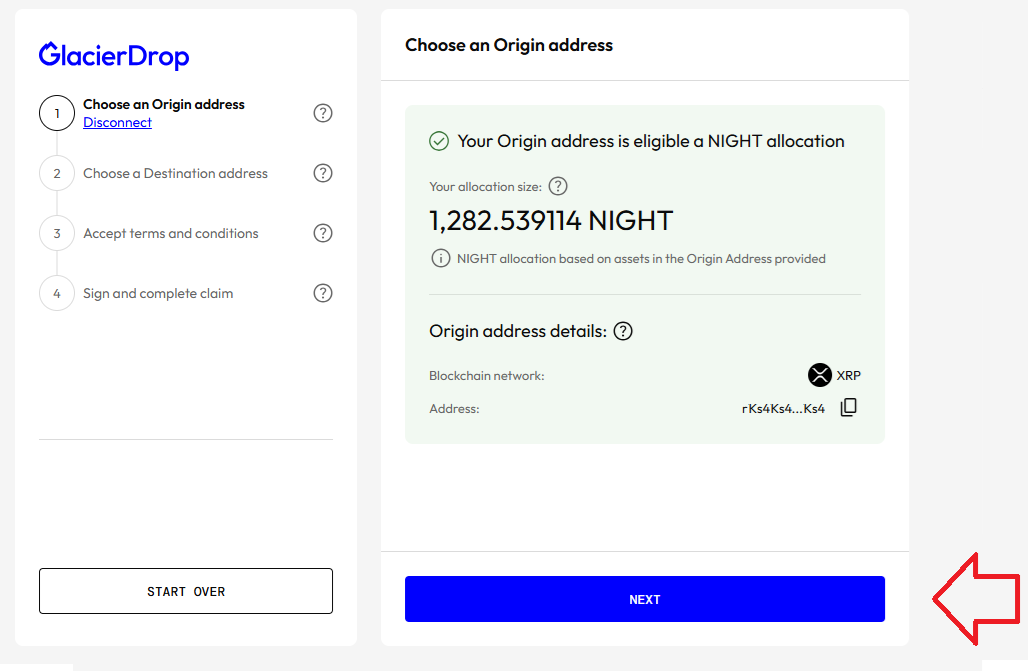 GlacierDrop
1
Choose an Origin address
Disconnect
?
2
Choose a Destination address
?
3
Accept terms and conditions
?
4
Sign and complete claim
?
START OVER
Choose an Origin address
Your Origin address is eligible a NIGHT allocation
Your allocation size: ?
1,282.539114 NIGHT
i NIGHT allocation based on assets in the Origin Address provided
Origin address details: ?
Blockchain network: XRP
Address: rKs4Ks4...Ks4
NEXT